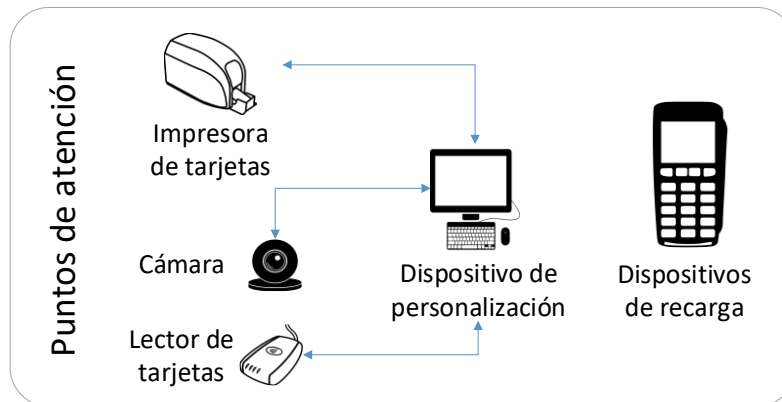 Puntos de atención
Impresora
de tarjetas
Cámara
Lector de
tarjetas
Dispositivo de
personalización
Dispositivos
de recarga